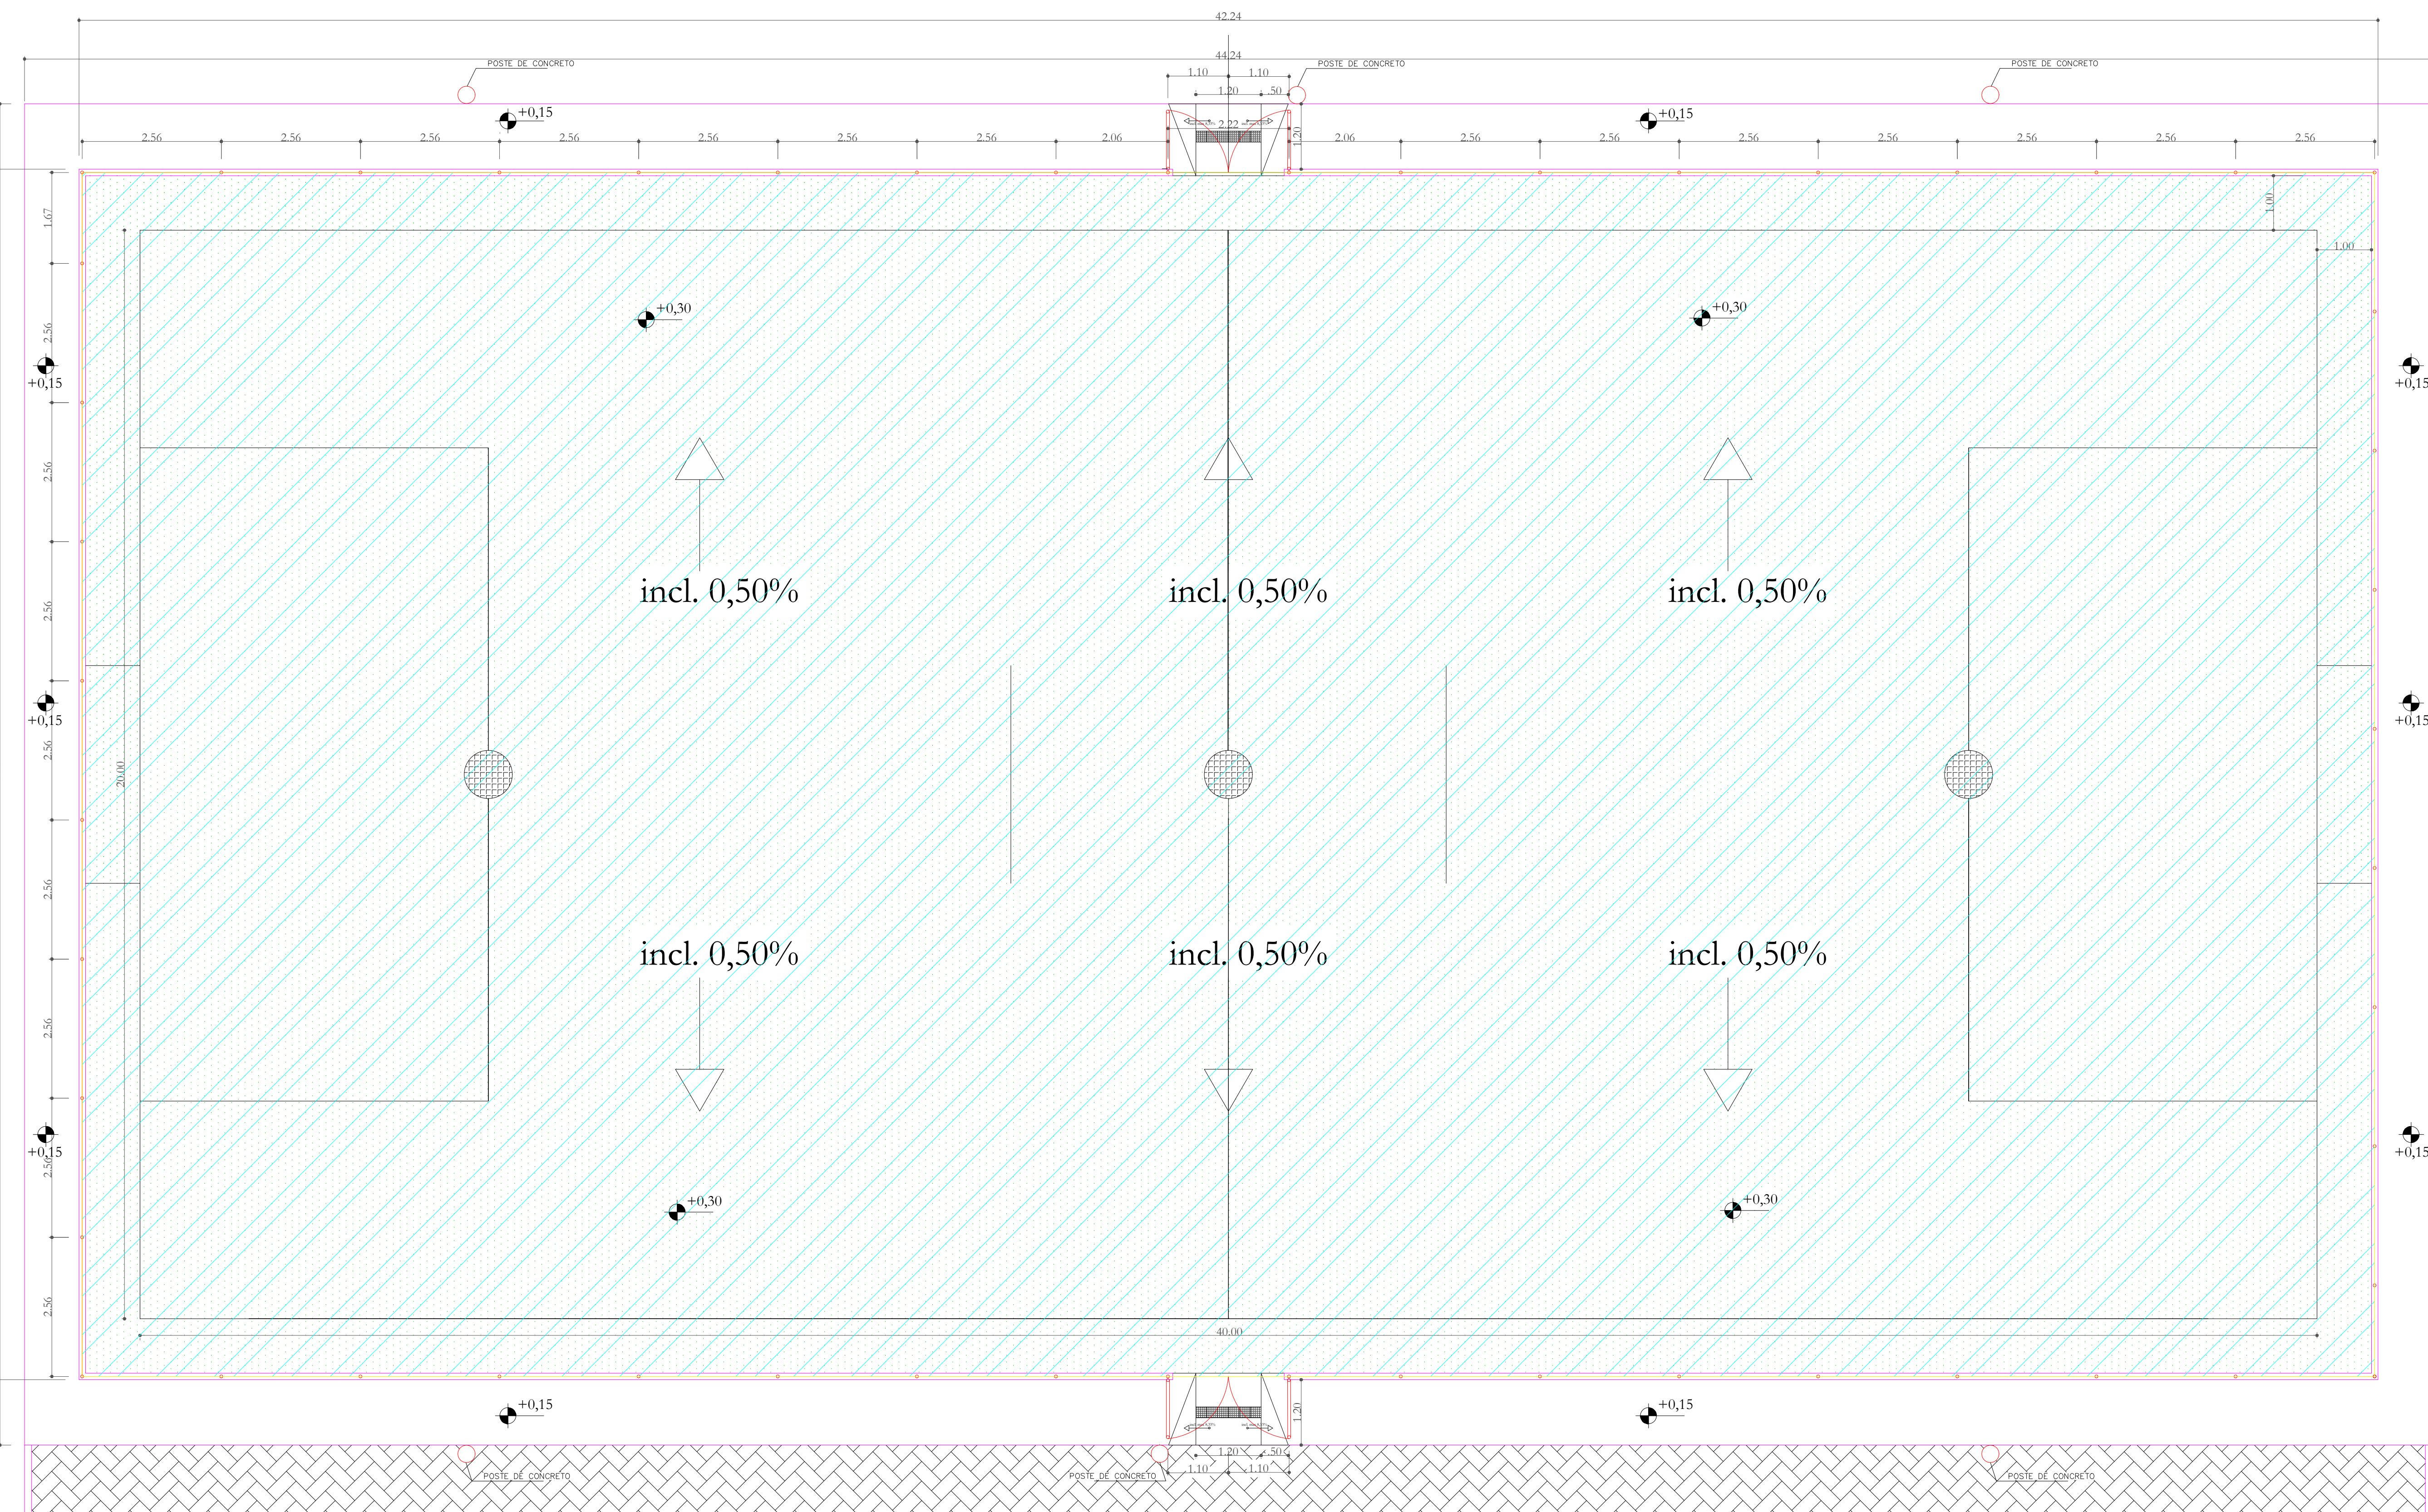 42.24
44.24
POSTE DE CONCRETO
POSTE DE CONCRETO
POSTE DE CONCRETO
1.10 1.10
1.20 .50
+0,15
+0,15
2.22
1.20
2.56 2.56 2.56 2.56 2.56 2.56 2.56 2.06 2.06 2.56 2.56 2.56 2.56 2.56 2.56 2.56
1.67
1.00
1.00
+0,30
+0,30
2.56
+0,15
+0,15
2.56
incl. 0,50%
incl. 0,50%
incl. 0,50%
2.56
+0,15
+0,15
2.56
20.00
2.56
incl. 0,50%
incl. 0,50%
incl. 0,50%
2.56
+0,15
+0,15
2.56
+0,30
+0,30
2.56
40.00
+0,15
+0,15
1.20
1.20 .50
1.10 1.10
POSTE DE CONCRETO
POSTE DE CONCRETO
POSTE DE CONCRETO